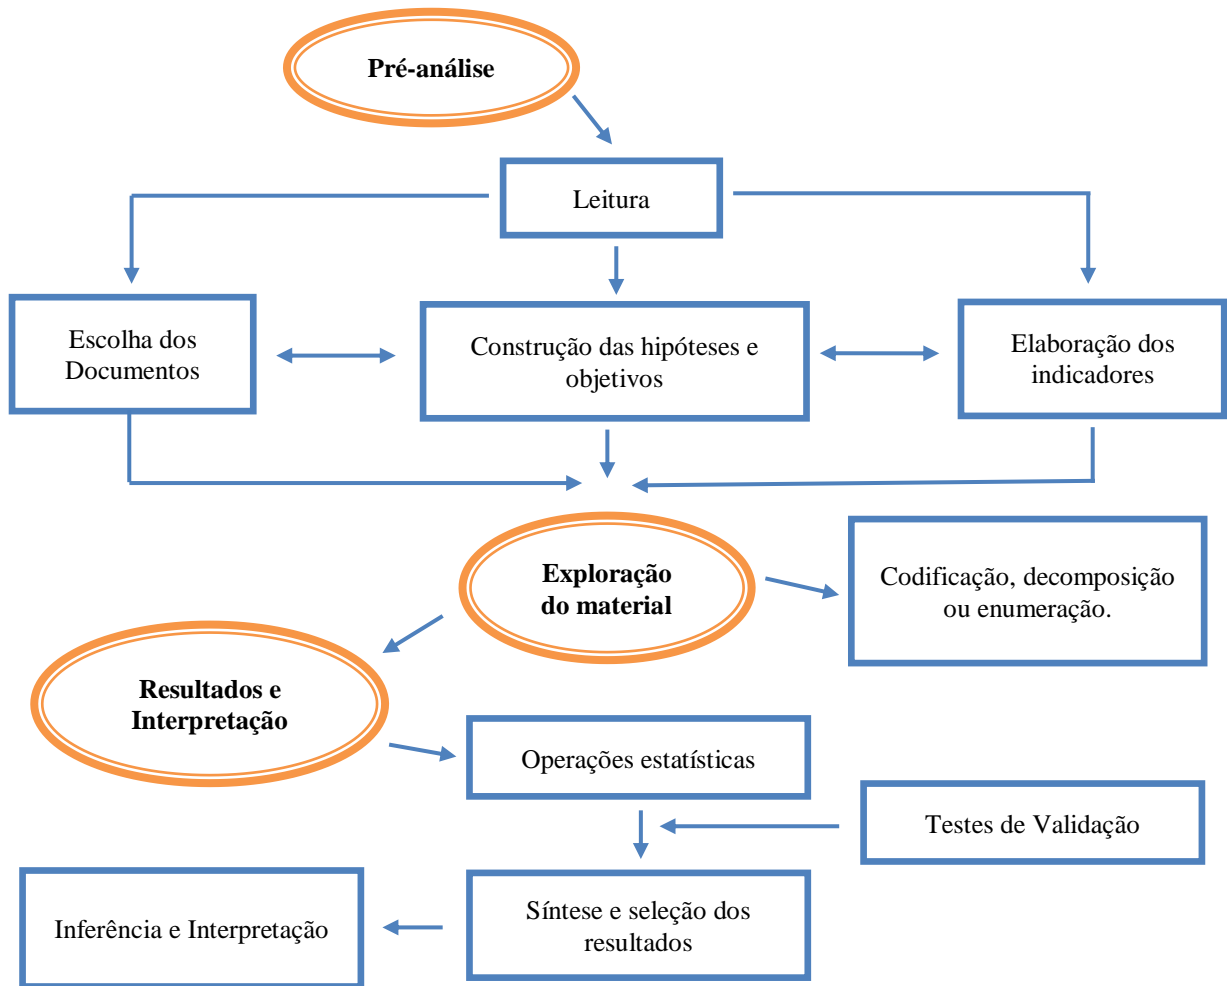 Pré-análise
Leitura
Escolha dos
Documentos
Construção das hipóteses e
objetivos
Elaboração dos
indicadores
Exploração
do material
Codificação, decomposição
ou enumeração.
Resultados e
Interpretação
Operações estatísticas
Testes de Validação
Síntese e seleção dos
resultados
Inferência e Interpretação